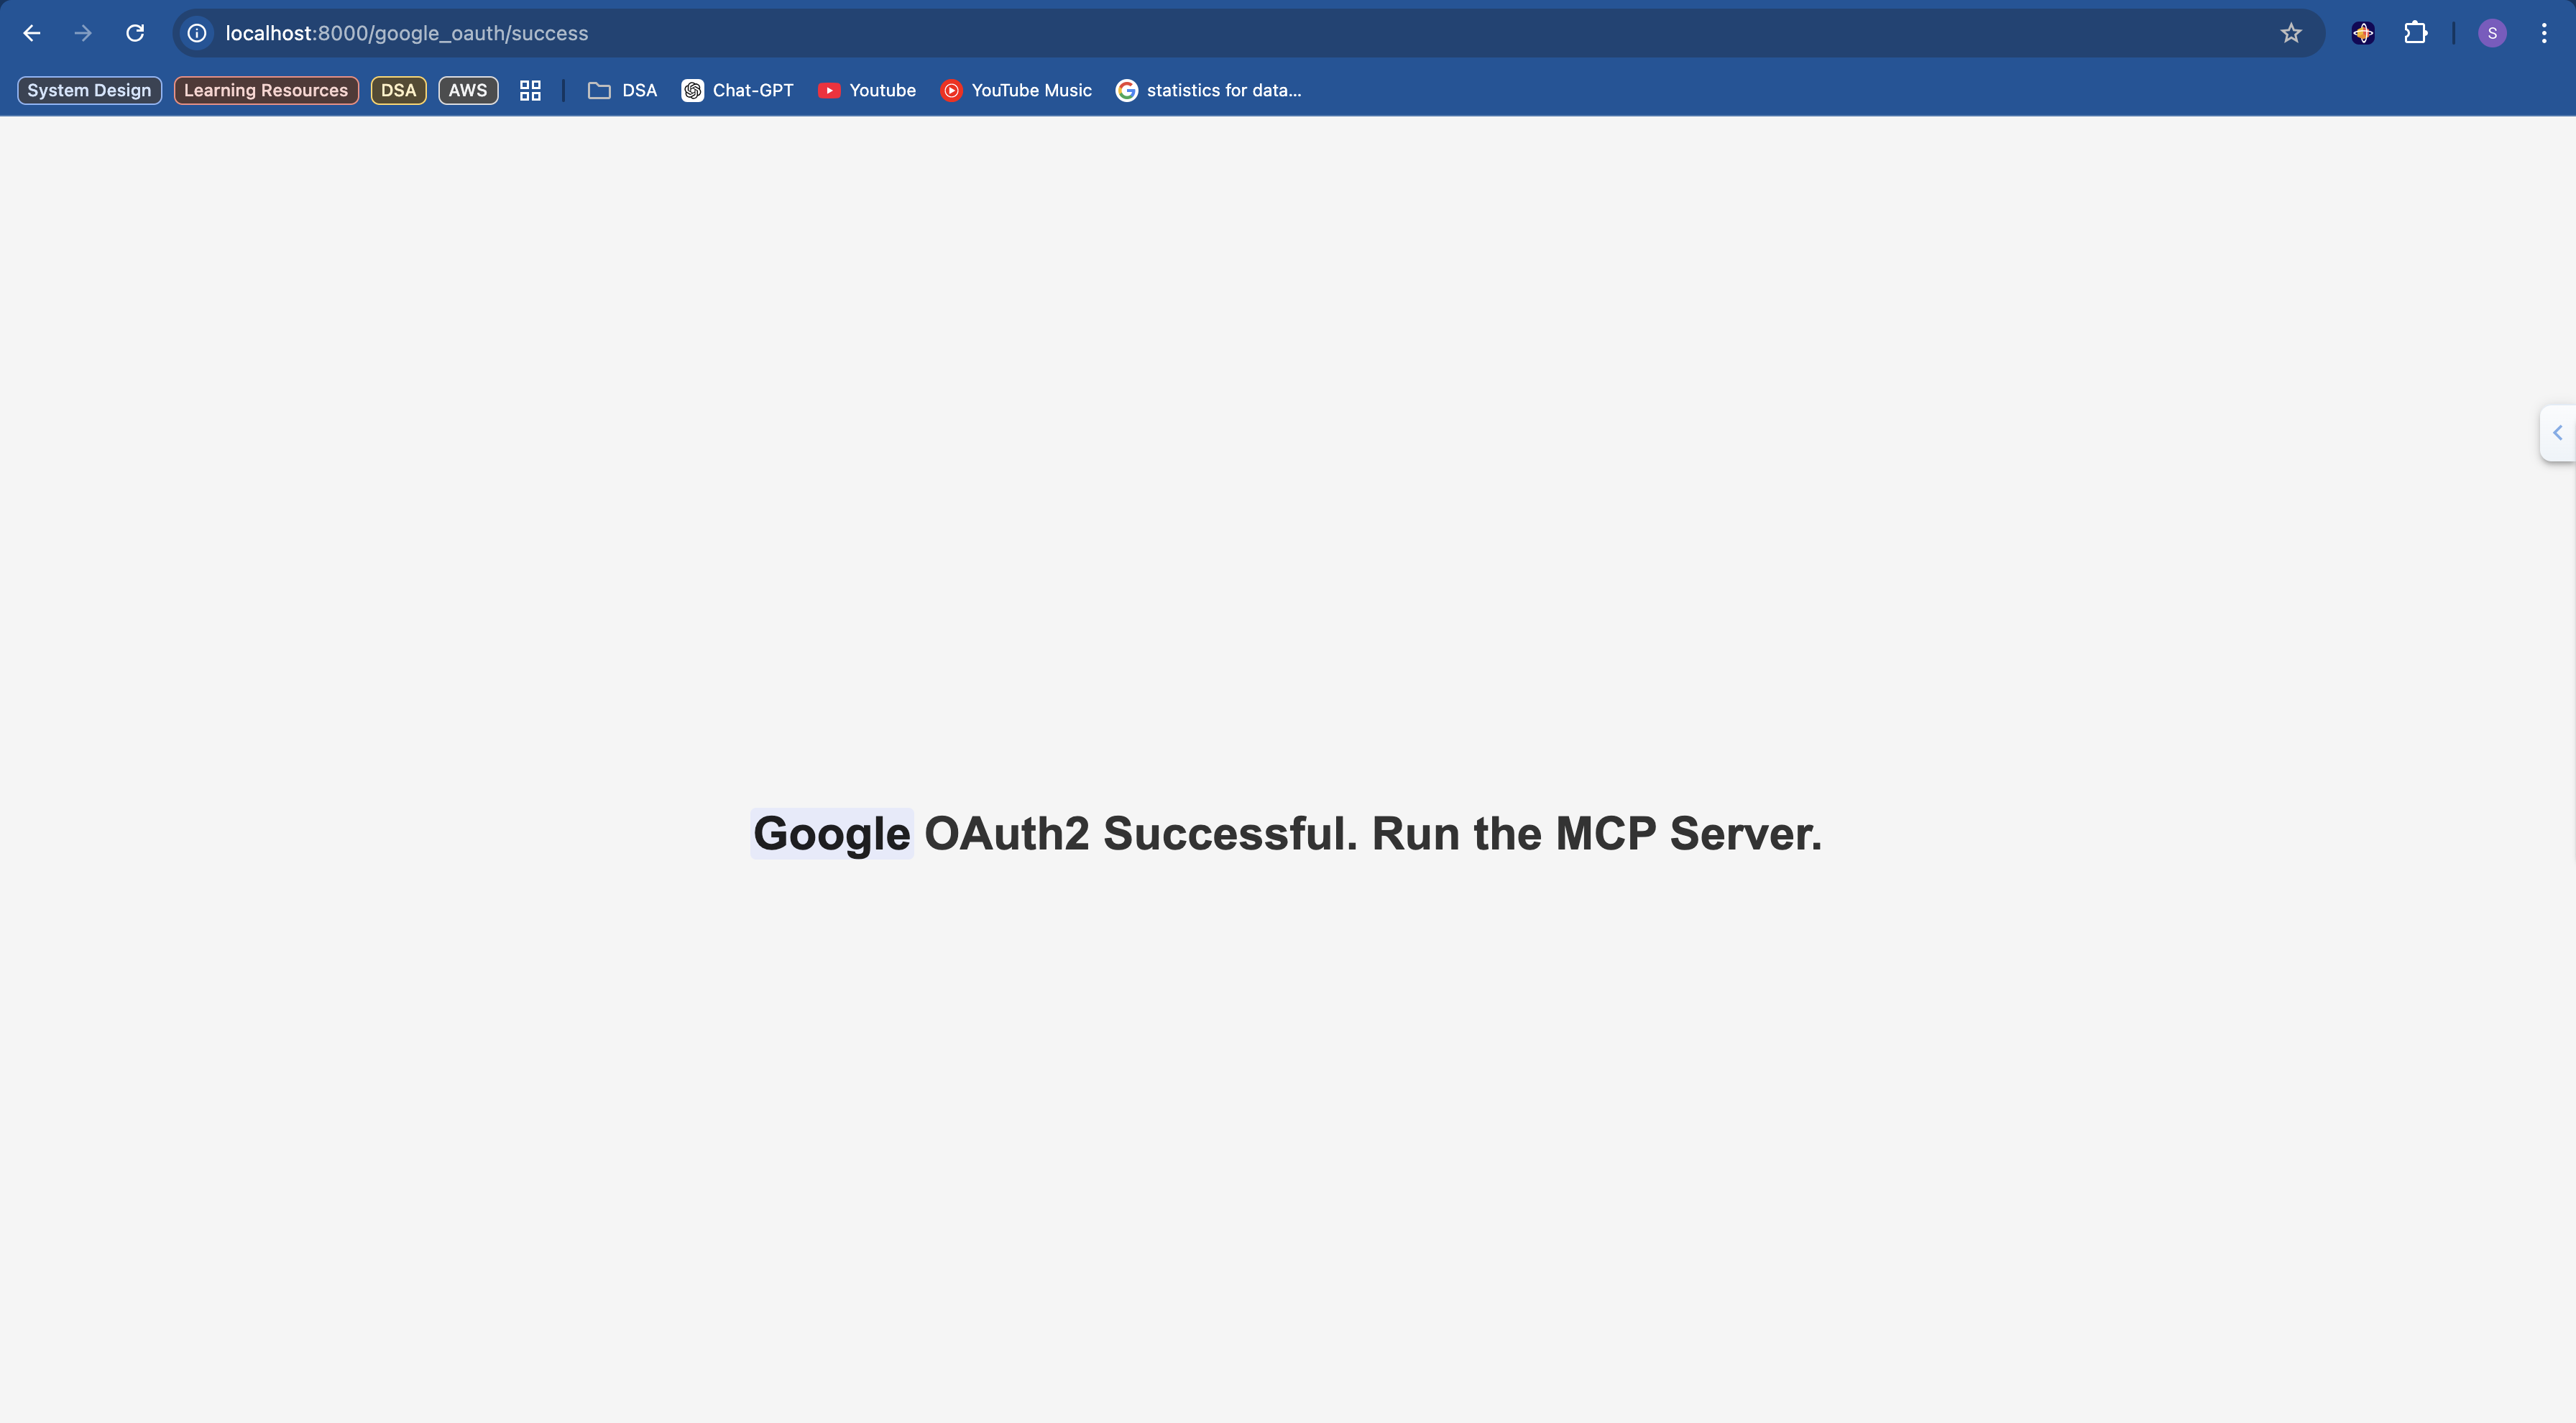 localhost:8000/google_oauth/success
S
System Design Learning Resources DSA AWS DSA Chat-GPT Youtube YouTube Music statistics for data...
Google OAuth2 Successful. Run the MCP Server.